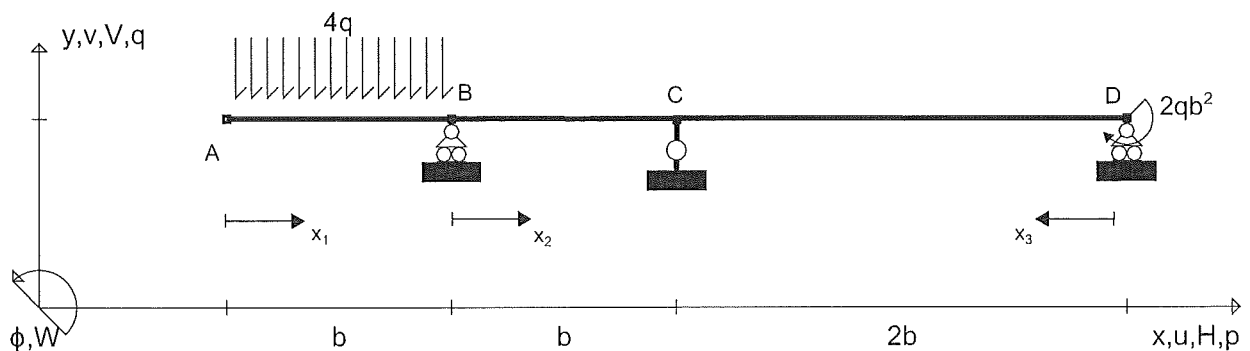 y,v,V,q
4q
B
C
D
2qb²
A
x₁
x₂
x₃
ϕ,W
b
b
2b
x,u,H,p